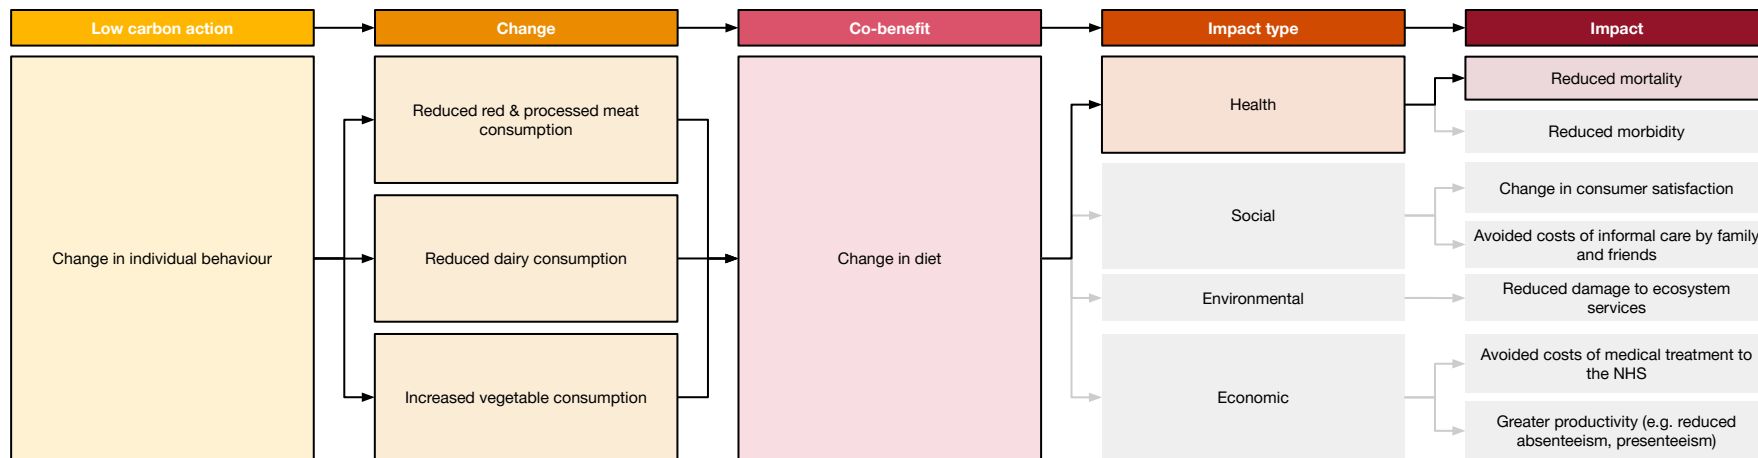 Low carbon action
Change
Co-benefit
Impact type
Impact
Change in individual behaviour
Reduced red & processed meat
consumption
Reduced dairy consumption
Increased vegetable consumption
Change in diet
Health
Social
Environmental
Economic
Reduced mortality
Reduced morbidity
Change in consumer satisfaction
Avoided costs of informal care by family
and friends
Reduced damage to ecosystem
services
Avoided costs of medical treatment to
the NHS
Greater productivity (e.g. reduced
absenteeism, presenteeism)